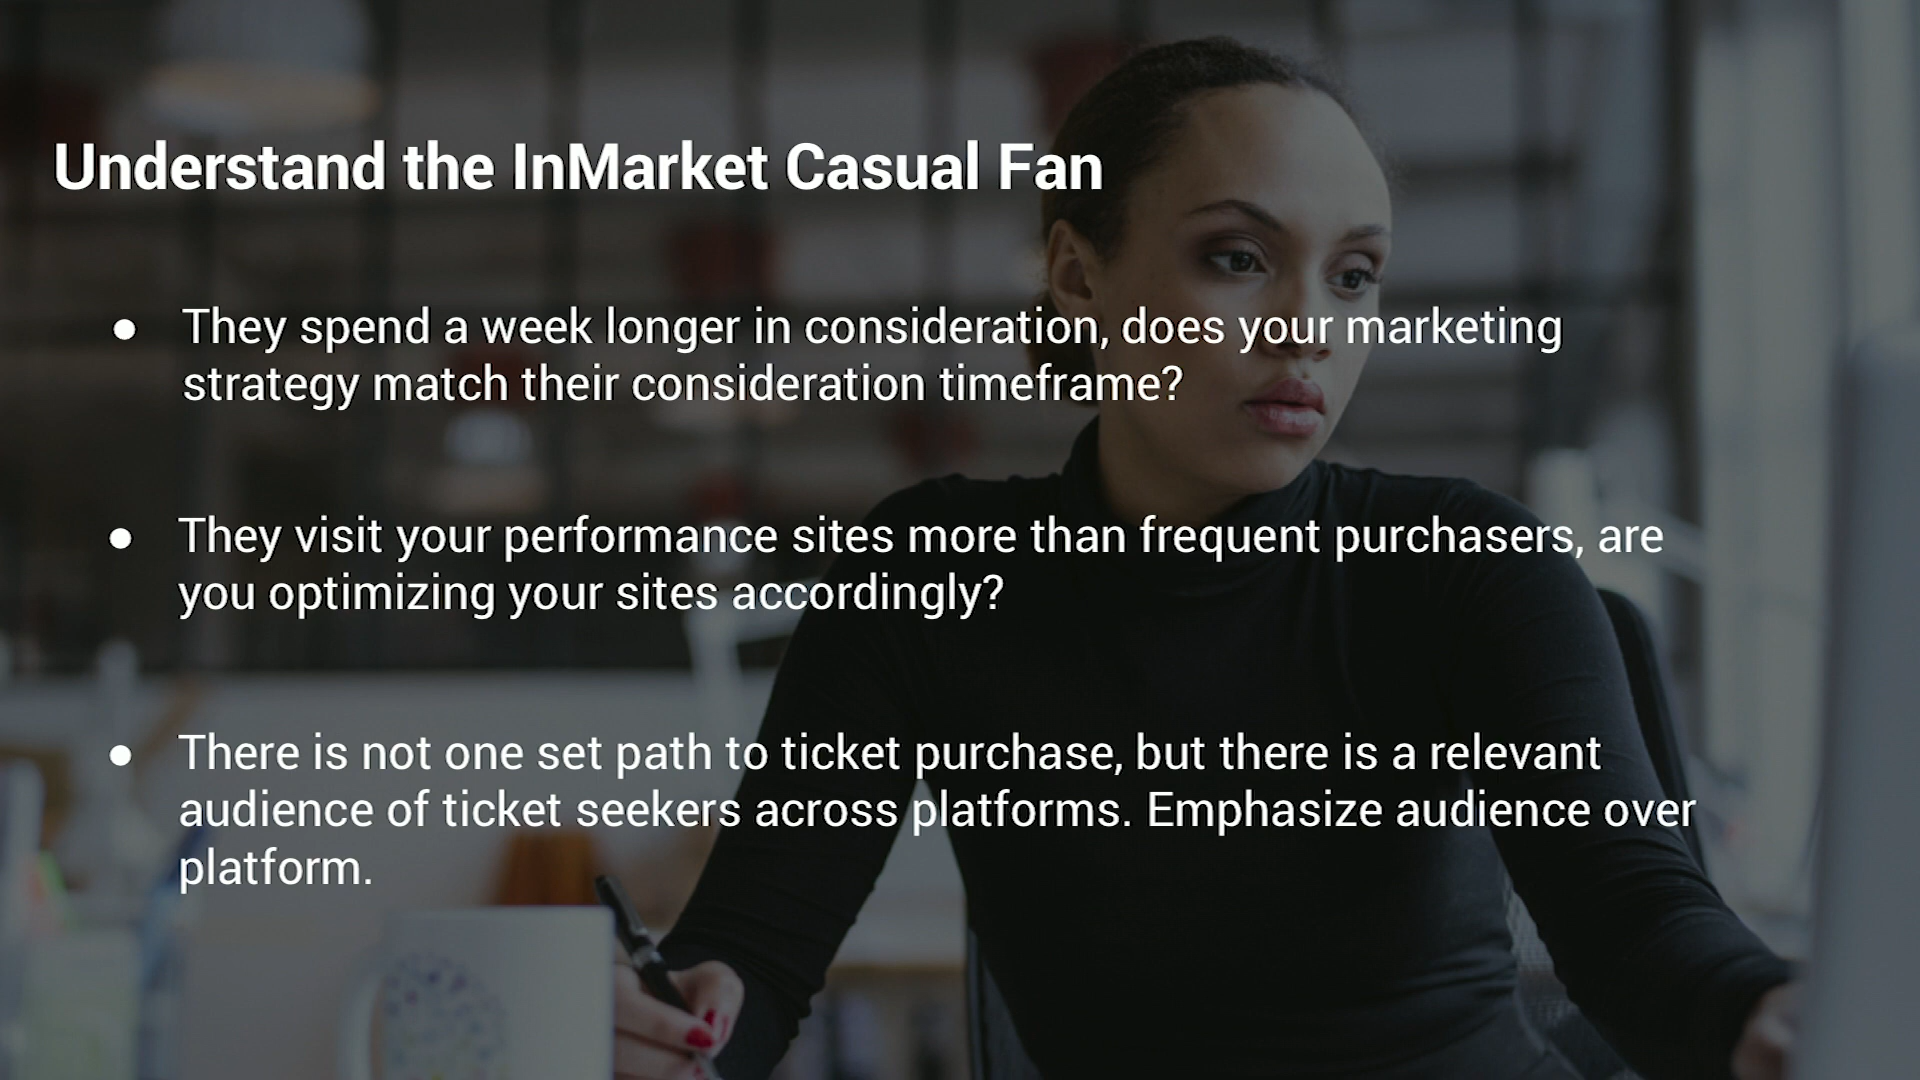 Understand the InMarket Casual Fan
● They spend a week longer in consideration, does your marketing
strategy match their consideration timeframe?
● They visit your performance sites more than frequent purchasers, are
you optimizing your sites accordingly?
● There is not one set path to ticket purchase, but there is a relevant
audience of ticket seekers across platforms. Emphasize audience over
platform.